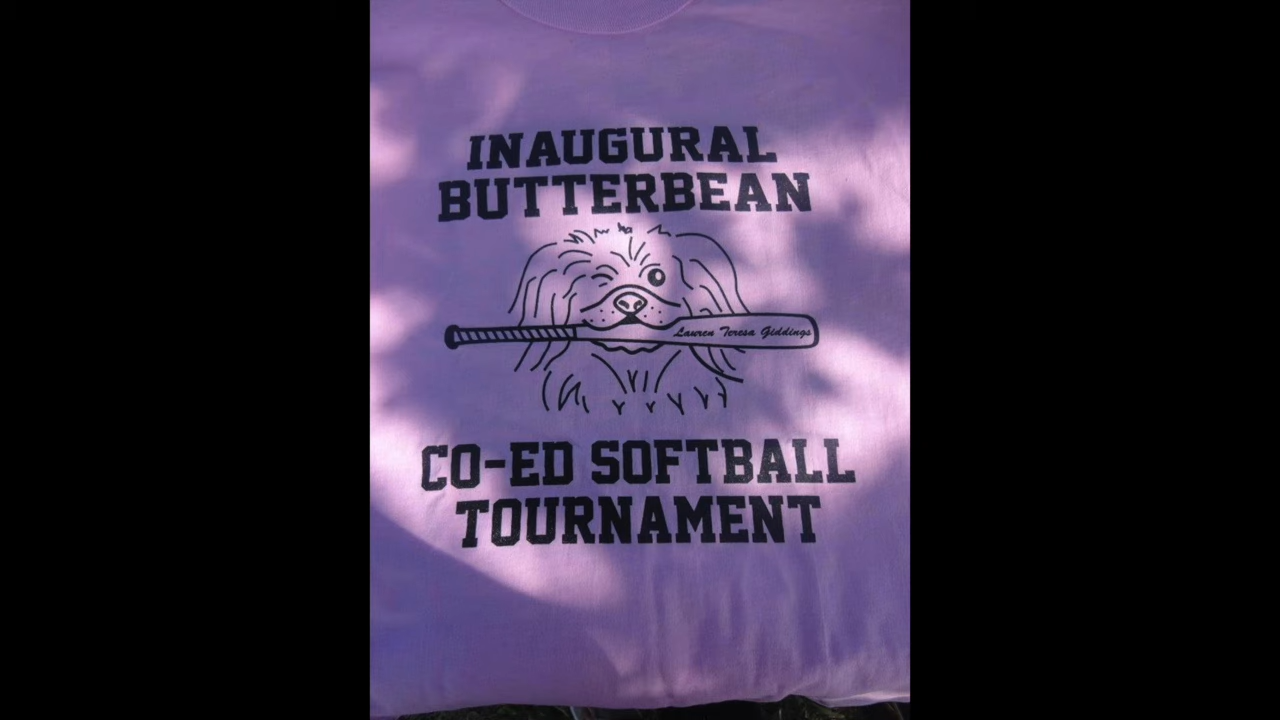 INAUGURAL
BUTTERBEAN
Lauren Teresa Giddings
CO-ED SOFTBALL
TOURNAMENT